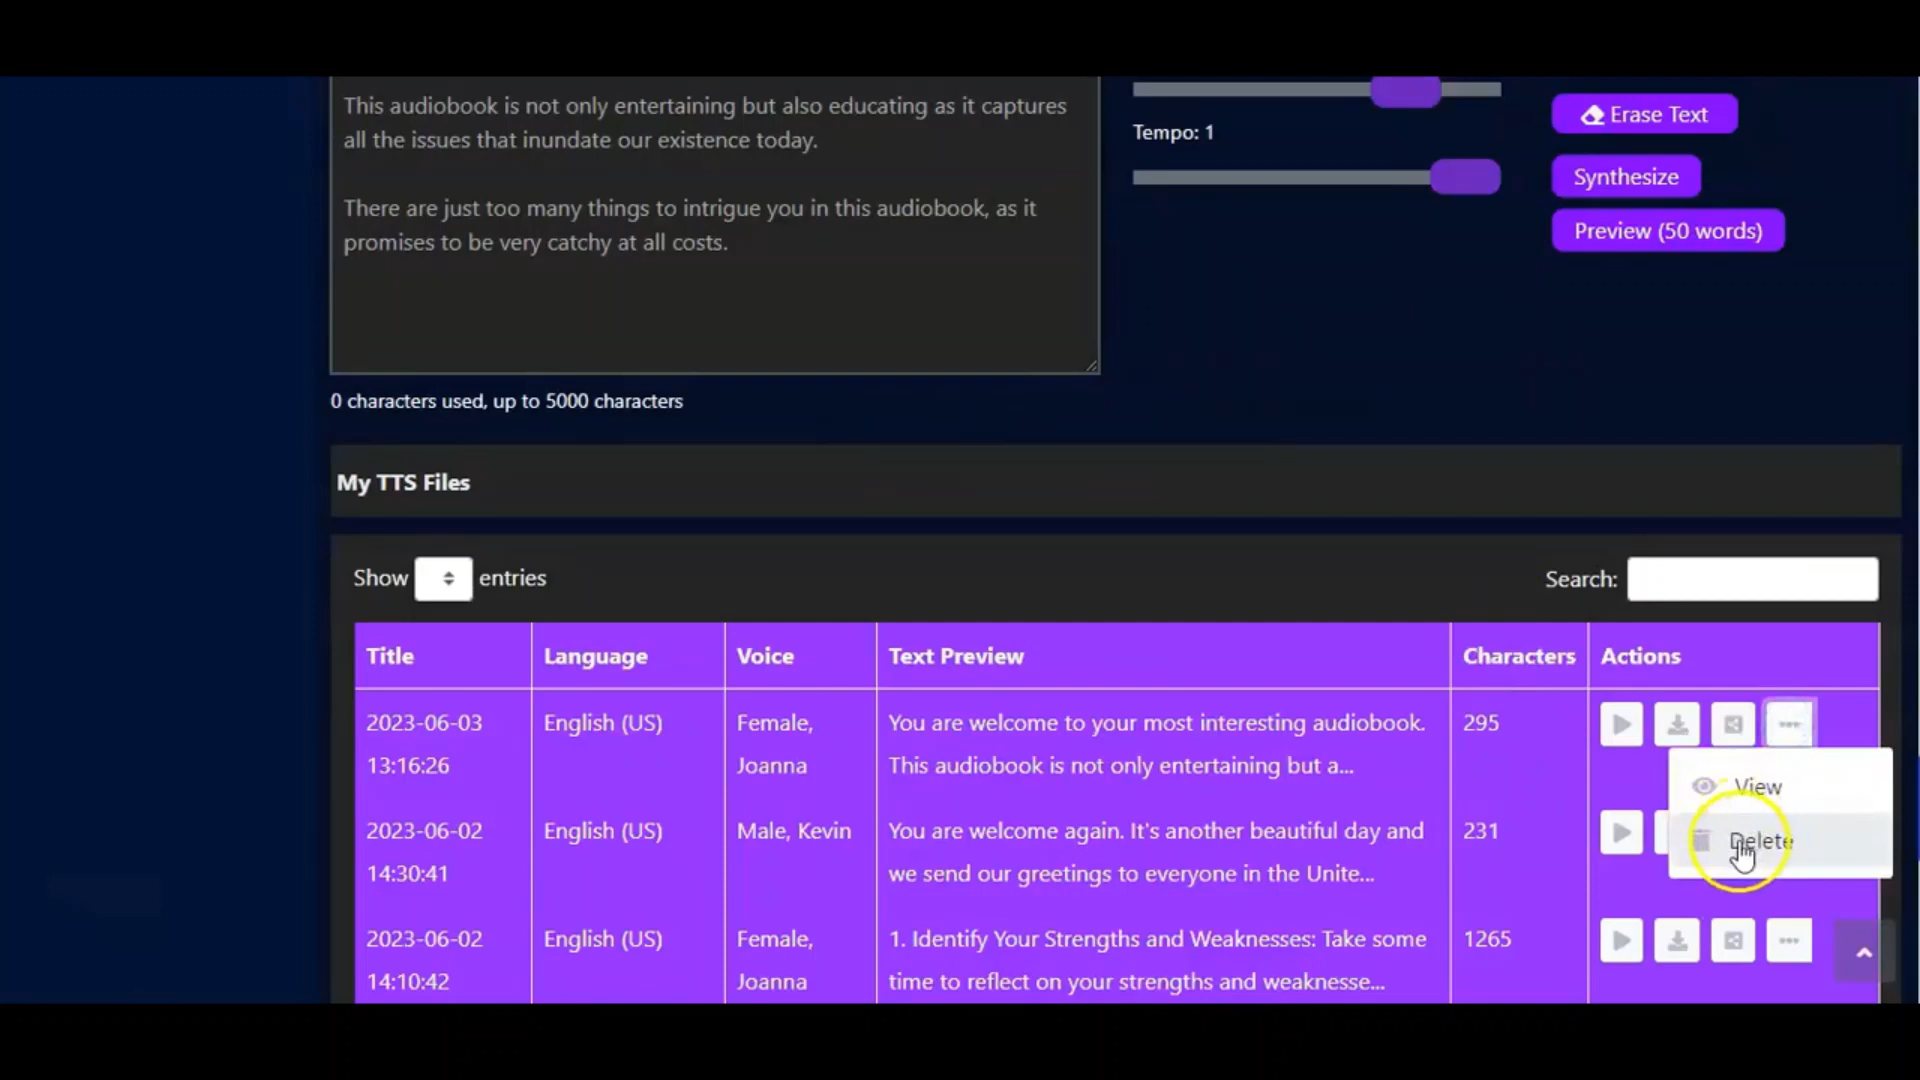 This audiobook is not only entertaining but also educating as it captures
all the issues that inundate our existence today.
There are just too many things to intrigue you in this audiobook, as it
promises to be very catchy at all costs.
Tempo: 1
Erase Text
Synthesize
Preview (50 words)
0 characters used, up to 5000 characters
My TTS Files
Show entries
Search:
Title Language Voice Text Preview Characters Actions
2023-06-03 English (US) Female, You are welcome to your most interesting audiobook. 295
13:16:26 Joanna This audiobook is not only entertaining but a...
View
2023-06-02 English (US) Male, Kevin You are welcome again. It's another beautiful day and 231
Delete
14:30:41 we send our greetings to everyone in the Unite...
2023-06-02 English (US) Female, 1. Identify Your Strengths and Weaknesses: Take some 1265
14:10:42 Joanna time to reflect on your strengths and weaknesse...